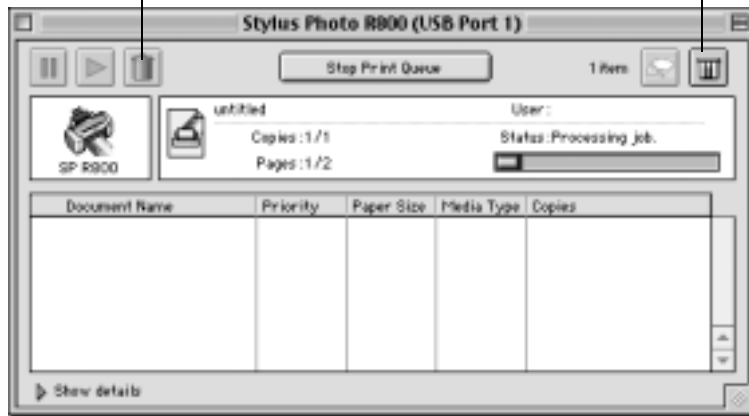 Stylus Photo R800 (USB Port 1)
Stop Print Queue
1 item
SP R800
untitled
User:
Copies:1/1
Status:Processing job.
Pages:1/2
Document Name Priority Paper Size Media Type Copies
Show details